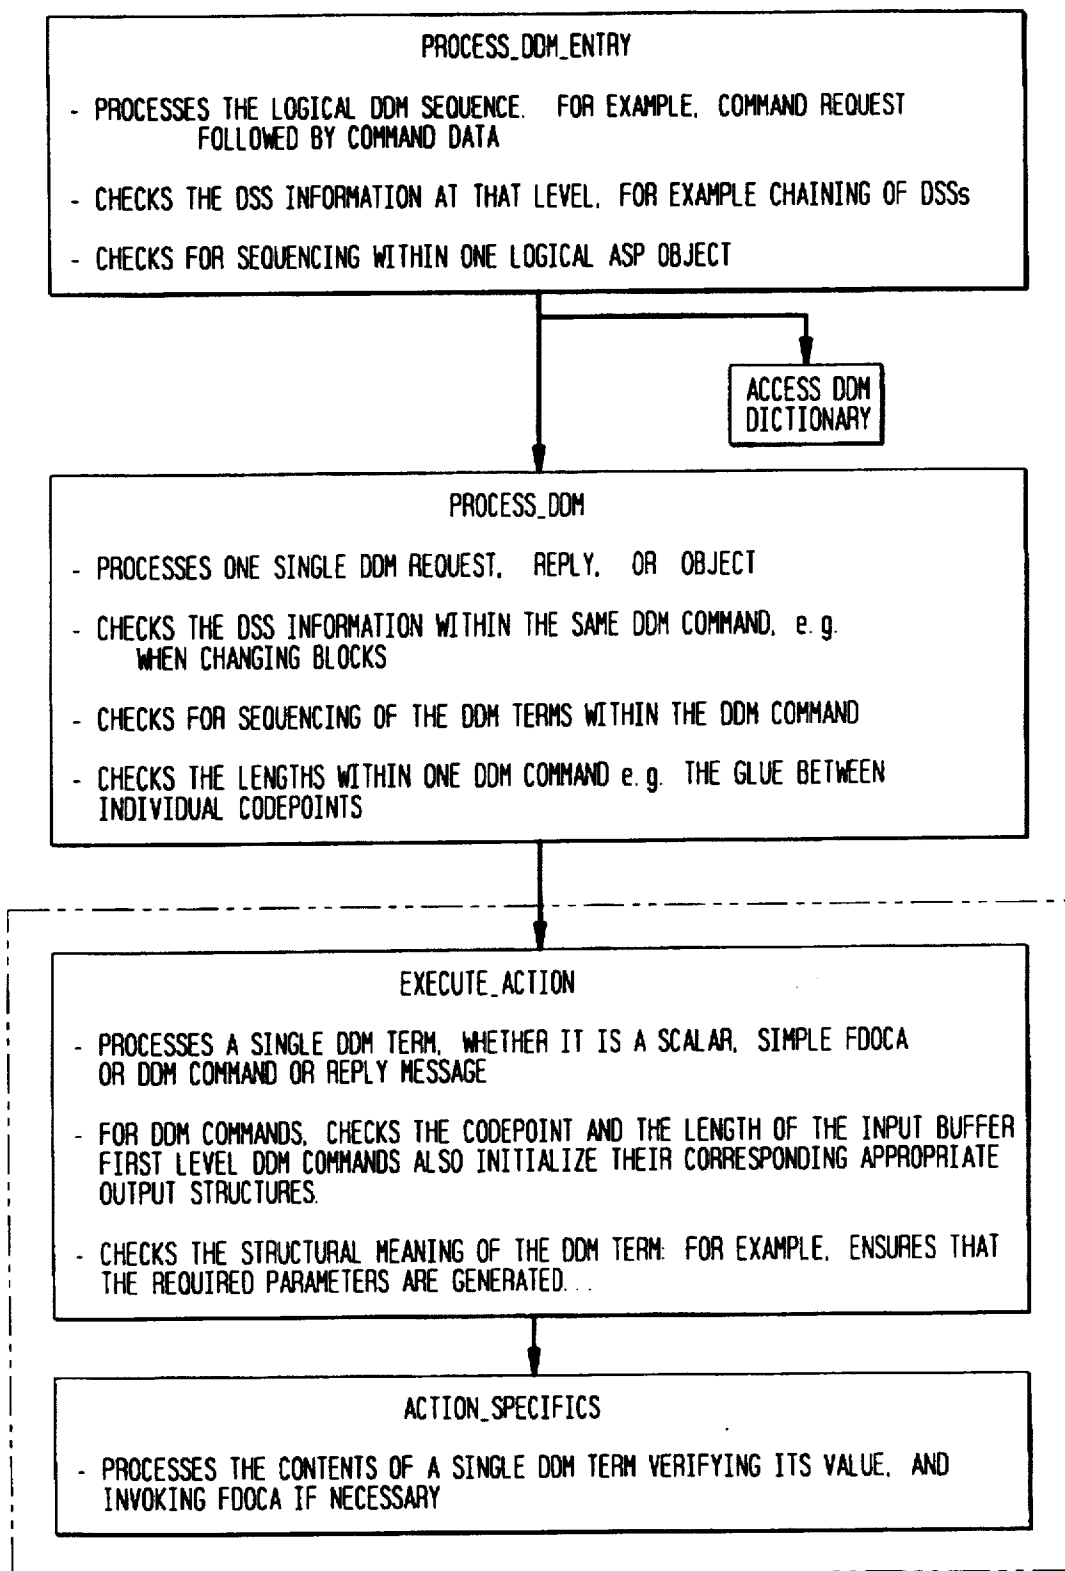 PROCESS_DDM_ENTRY
- PROCESSES THE LOGICAL DDM SEQUENCE. FOR EXAMPLE, COMMAND REQUEST
FOLLOWED BY COMMAND DATA
- CHECKS THE DSS INFORMATION AT THAT LEVEL, FOR EXAMPLE CHAINING OF DSSs
- CHECKS FOR SEQUENCING WITHIN ONE LOGICAL ASP OBJECT
ACCESS DDM
DICTIONARY
PROCESS_DDM
- PROCESSES ONE SINGLE DDM REQUEST, REPLY, OR OBJECT
- CHECKS THE DSS INFORMATION WITHIN THE SAME DDM COMMAND, e.g.
WHEN CHANGING BLOCKS
- CHECKS FOR SEQUENCING OF THE DDM TERMS WITHIN THE DDM COMMAND
- CHECKS THE LENGTHS WITHIN ONE DDM COMMAND e.g. THE GLUE BETWEEN
INDIVIDUAL CODEPOINTS
EXECUTE_ACTION
- PROCESSES A SINGLE DDM TERM, WHETHER IT IS A SCALAR, SIMPLE FDOCA
OR DDM COMMAND OR REPLY MESSAGE
- FOR DDM COMMANDS, CHECKS THE CODEPOINT AND THE LENGTH OF THE INPUT BUFFER
FIRST LEVEL DDM COMMANDS ALSO INITIALIZE THEIR CORRESPONDING APPROPRIATE
OUTPUT STRUCTURES.
- CHECKS THE STRUCTURAL MEANING OF THE DDM TERM: FOR EXAMPLE, ENSURES THAT
THE REQUIRED PARAMETERS ARE GENERATED...
ACTION_SPECIFICS
- PROCESSES THE CONTENTS OF A SINGLE DDM TERM VERIFYING ITS VALUE, AND
INVOKING FDOCA IF NECESSARY